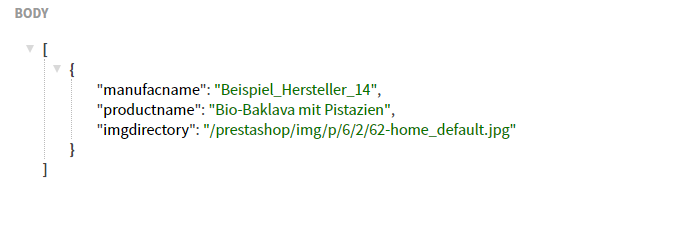 BODY
[
{
"manufacname": "Beispiel_Hersteller_14",
"productname": "Bio-Baklava mit Pistazien",
"imgdirectory": "/prestashop/img/p/6/2/62-home_default.jpg"
}
]